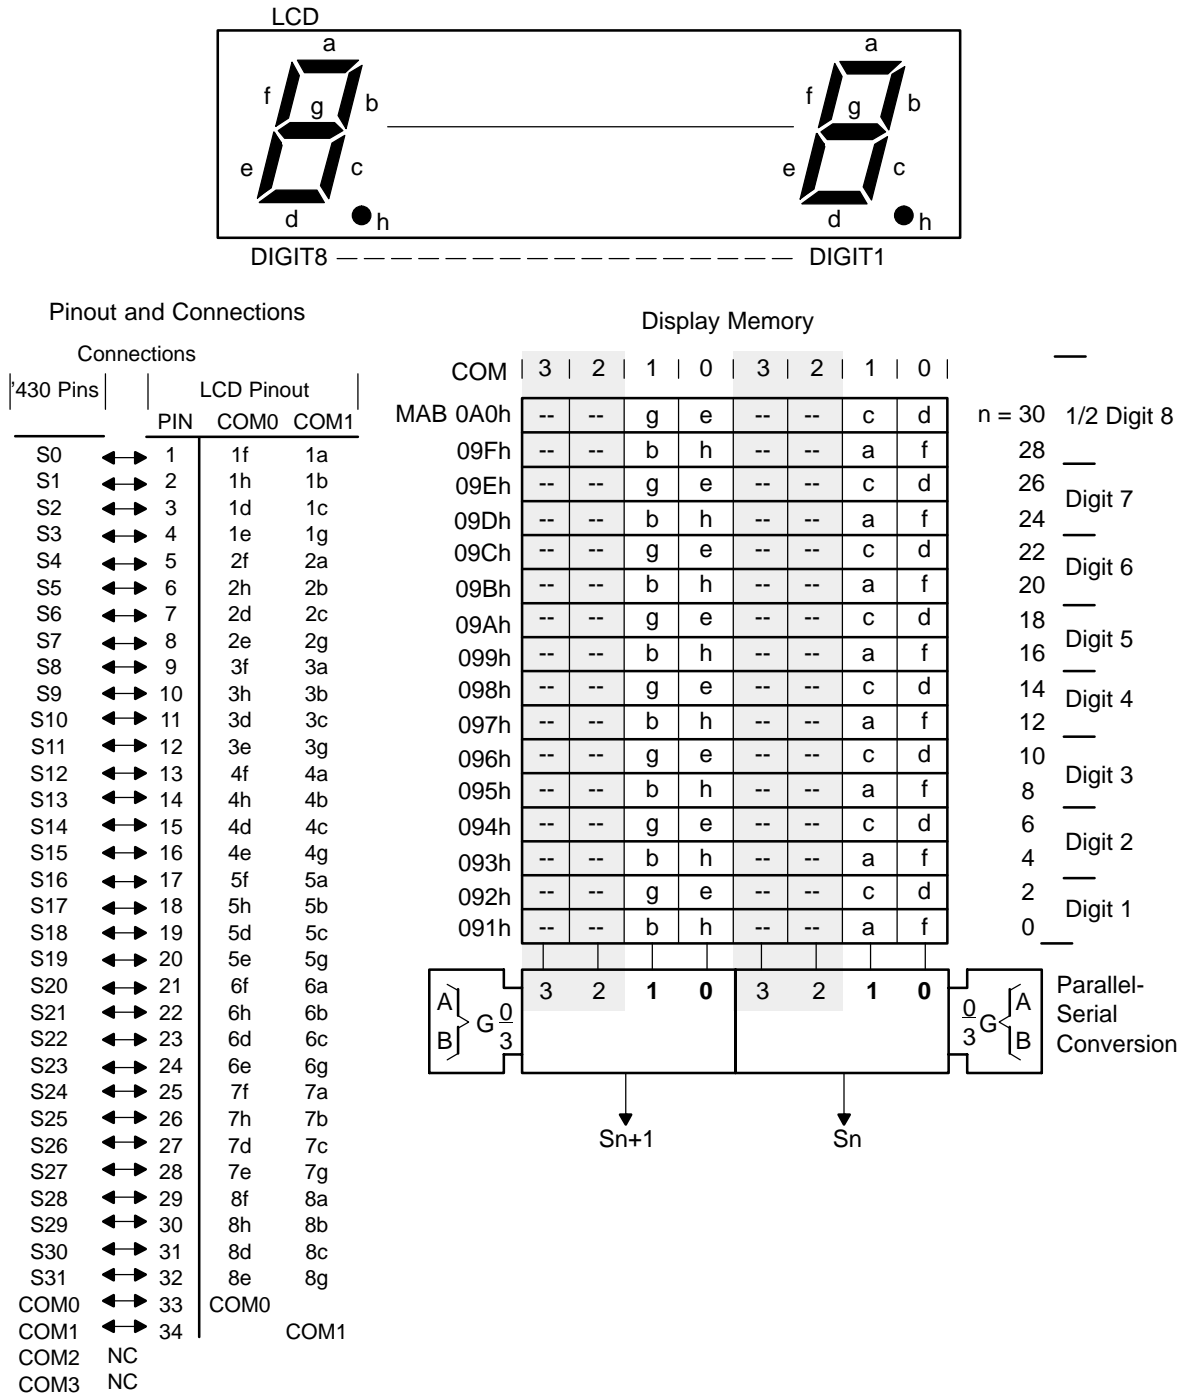 LCD
a a
f g b f g b
e c e c
d h d h
DIGIT8 DIGIT1
Pinout and Connections
Connections
'430 Pins LCD Pinout
PIN COM0 COM1
S0 1 1f 1a
S1 2 1h 1b
S2 3 1d 1c
S3 4 1e 1g
S4 5 2f 2a
S5 6 2h 2b
S6 7 2d 2c
S7 8 2e 2g
S8 9 3f 3a
S9 10 3h 3b
S10 11 3d 3c
S11 12 3e 3g
S12 13 4f 4a
S13 14 4h 4b
S14 15 4d 4c
S15 16 4e 4g
S16 17 5f 5a
S17 18 5h 5b
S18 19 5d 5c
S19 20 5e 5g
S20 21 6f 6a
S21 22 6h 6b
S22 23 6d 6c
S23 24 6e 6g
S24 25 7f 7a
S25 26 7h 7b
S26 27 7d 7c
S27 28 7e 7g
S28 29 8f 8a
S29 30 8h 8b
S30 31 8d 8c
S31 32 8e 8g
COM0 33 COM0
COM1 34 COM1
COM2 NC
COM3 NC
Display Memory
COM 3 2 1 0 3 2 1 0
MAB 0A0h -- -- g e -- -- c d n = 30 1/2 Digit 8
09Fh -- -- b h -- -- a f 28
09Eh -- -- g e -- -- c d 26
Digit 7
09Dh -- -- b h -- -- a f 24
09Ch -- -- g e -- -- c d 22
Digit 6
09Bh -- -- b h -- -- a f 20
09Ah -- -- g e -- -- c d 18
Digit 5
099h -- -- b h -- -- a f 16
098h -- -- g e -- -- c d 14
Digit 4
097h -- -- b h -- -- a f 12
096h -- -- g e -- -- c d 10
Digit 3
095h -- -- b h -- -- a f 8
094h -- -- g e -- -- c d 6
Digit 2
093h -- -- b h -- -- a f 4
092h -- -- g e -- -- c d 2
Digit 1
091h -- -- b h -- -- a f 0
3 2 1 0 3 2 1 0
A B G 0 3
0 3 G A B
Parallel-
Serial
Conversion
Sn+1 Sn